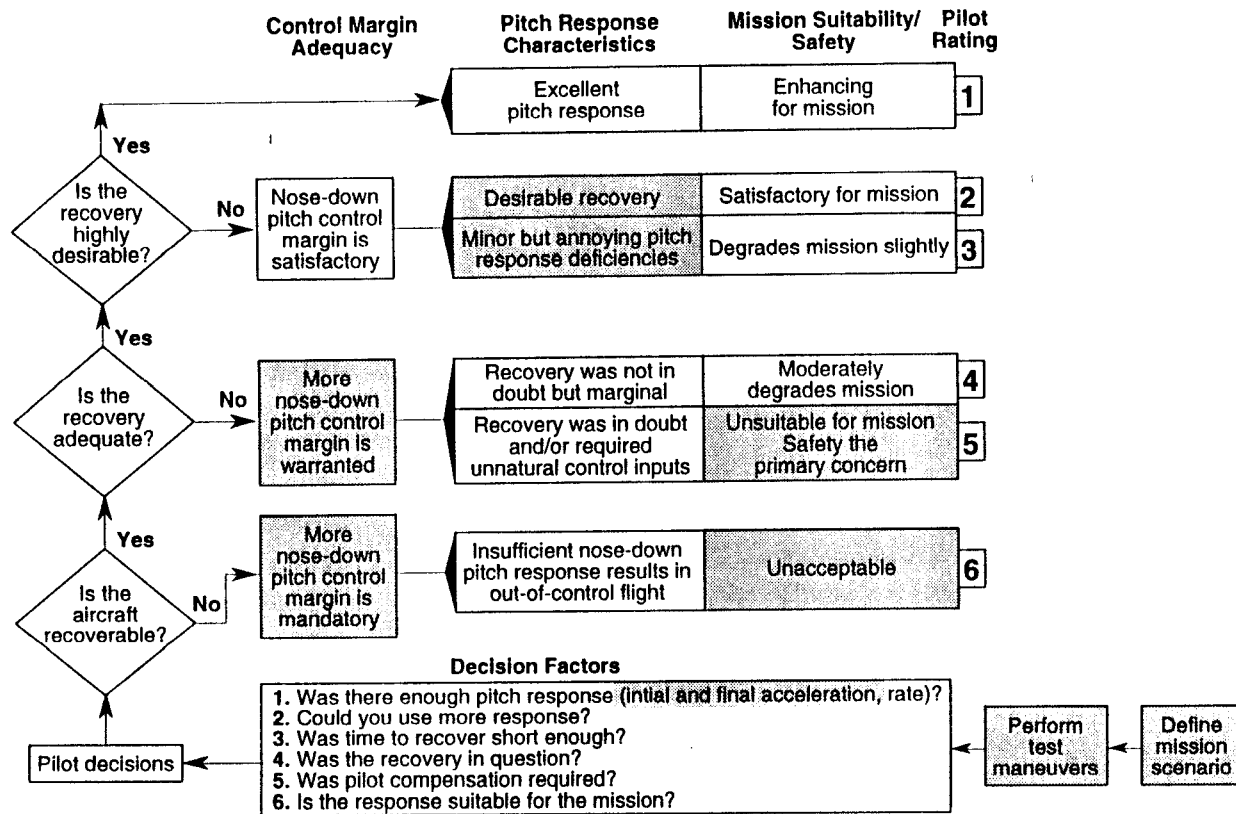 Control Margin
Adequacy
Pitch Response
Characteristics
Mission Suitability/
Safety
Pilot
Rating
Excellent
pitch response
Enhancing
for mission
1
Yes
Is the
recovery
highly
desirable?
No
Nose-down
pitch control
margin is
satisfactory
Desirable recovery
Satisfactory for mission
2
Minor but annoying pitch
response deficiencies
Degrades mission slightly
3
Yes
Is the
recovery
adequate?
No
More
nose-down
pitch control
margin is
warranted
Recovery was not in
doubt but marginal
Moderately
degrades mission
4
Recovery was in doubt
and/or required
unnatural control inputs
Unsuitable for mission
Safety the
primary concern
5
Yes
Is the
aircraft
recoverable?
No
More
nose-down
pitch control
margin is
mandatory
Insufficient nose-down
pitch response results in
out-of-control flight
Unacceptable
6
Decision Factors
1. Was there enough pitch response (intial and final acceleration, rate)?
2. Could you use more response?
3. Was time to recover short enough?
4. Was the recovery in question?
5. Was pilot compensation required?
6. Is the response suitable for the mission?
Pilot decisions
Perform
test
maneuvers
Define
mission
scenario